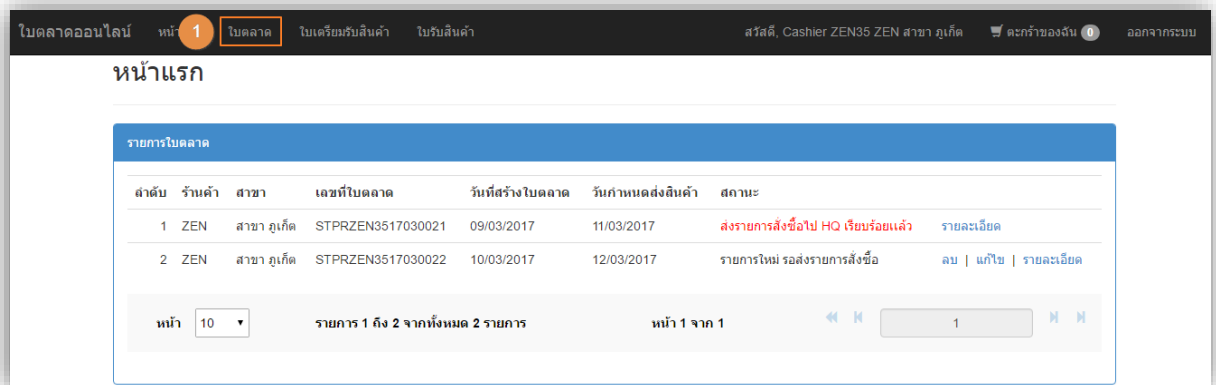 ใบตลาดออนไลน์ หน้า 1 ใบตลาด ใบเตรียมรับสินค้า ใบรับสินค้า สวัสดี, Cashier ZEN35 ZEN สาขา ภูเก็ต ตะกร้าของฉัน 0 ออกจากระบบ
หน้าแรก
รายการใบตลาด
ลำดับ ร้านค้า สาขา เลขที่ใบตลาด วันที่สร้างใบตลาด วันกำหนดส่งสินค้า สถานะ
1 ZEN สาขา ภูเก็ต STPRZEN3517030021 09/03/2017 11/03/2017 ส่งรายการสั่งซื้อไป HQ เรียบร้อยแล้ว รายละเอียด
2 ZEN สาขา ภูเก็ต STPRZEN3517030022 10/03/2017 12/03/2017 รายการใหม่ รอส่งรายการสั่งซื้อ ลบ | แก้ไข | รายละเอียด
หน้า 10 รายการ 1 ถึง 2 จากทั้งหมด 2 รายการ หน้า 1 จาก 1 1